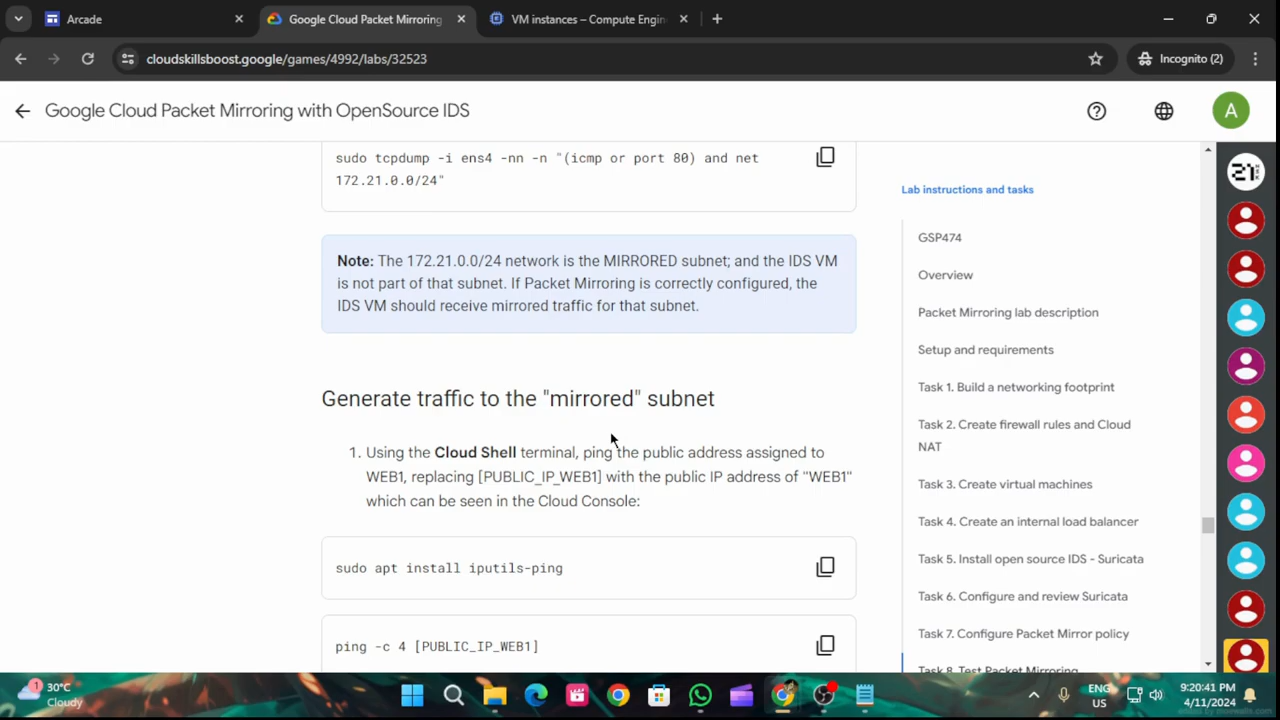 Arcade
Google Cloud Packet Mirroring
VM instances – Compute Engin
cloudskillsboost.google/games/4992/labs/32523
Incognito (2)
Google Cloud Packet Mirroring with OpenSource IDS
A
sudo tcpdump -i ens4 -nn -n "(icmp or port 80) and net
172.21.0.0/24"
Note: The 172.21.0.0/24 network is the MIRRORED subnet; and the IDS VM
is not part of that subnet. If Packet Mirroring is correctly configured, the
IDS VM should receive mirrored traffic for that subnet.
Generate traffic to the "mirrored" subnet
1. Using the Cloud Shell terminal, ping the public address assigned to
WEB1, replacing [PUBLIC_IP_WEB1] with the public IP address of "WEB1"
which can be seen in the Cloud Console:
sudo apt install iputils-ping
ping -c 4 [PUBLIC_IP_WEB1]
Lab instructions and tasks
GSP474
Overview
Packet Mirroring lab description
Setup and requirements
Task 1. Build a networking footprint
Task 2. Create firewall rules and Cloud
NAT
Task 3. Create virtual machines
Task 4. Create an internal load balancer
Task 5. Install open source IDS - Suricata
Task 6. Configure and review Suricata
Task 7. Configure Packet Mirror policy
Task 8. Test Packet Mirroring
1
30°C
Cloudy
ENG
US
9:20:41 PM
4/11/2024